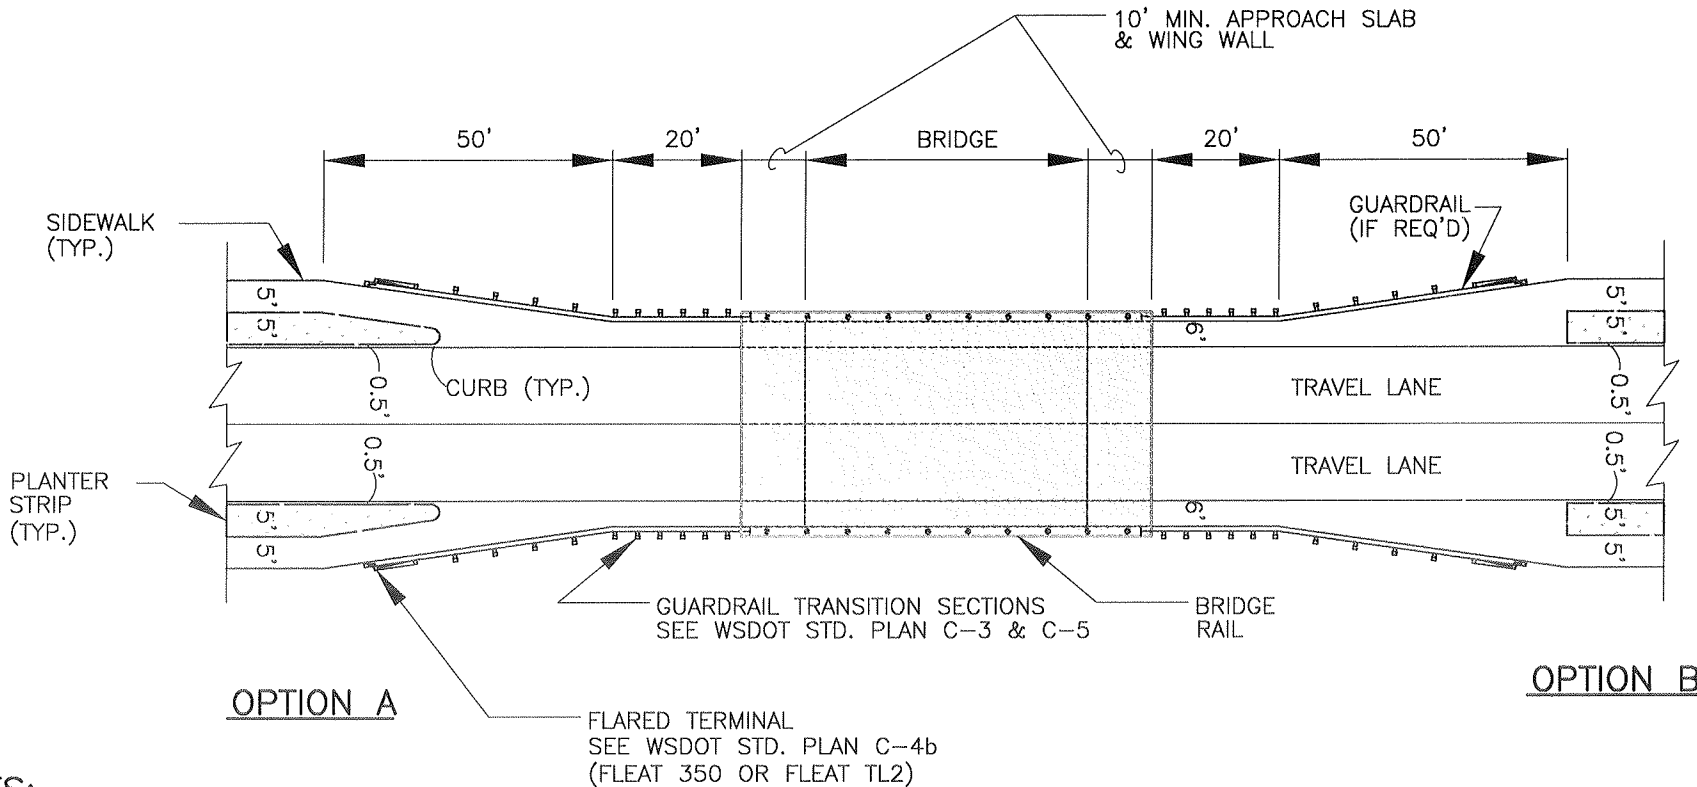 10' MIN. APPROACH SLAB
& WING WALL
50'
20'
BRIDGE
20'
50'
SIDEWALK
(TYP.)
GUARDRAIL
(IF REQ'D)
5'
5'
0.5'
CURB (TYP.)
6'
TRAVEL LANE
5'
5'
0.5'
PLANTER
STRIP
(TYP.)
0.5'
5'
5'
6'
TRAVEL LANE
0.5'
5'
5'
GUARDRAIL TRANSITION SECTIONS
SEE WSDOT STD. PLAN C-3 & C-5
BRIDGE
RAIL
OPTION A
OPTION B
FLARED TERMINAL
SEE WSDOT STD. PLAN C-4b
(FLEAT 350 OR FLEAT TL2)